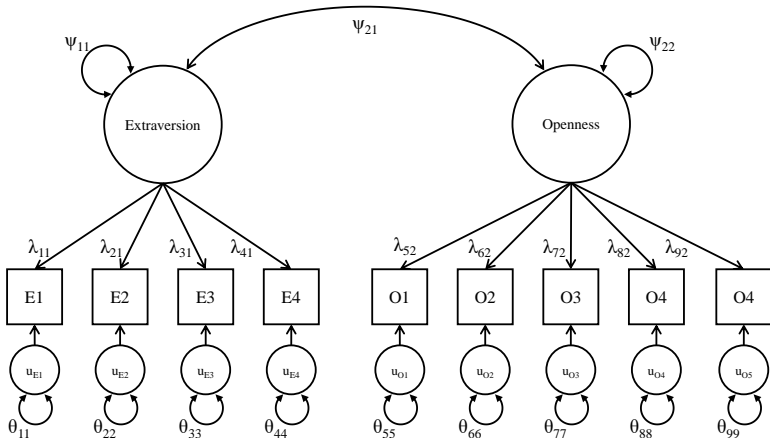 ψ21
ψ11 ψ22
Extraversion Openness
λ11 λ21 λ31 λ41 λ52 λ62 λ72 λ82 λ92
E1 E2 E3 E4 O1 O2 O3 O4 O4
uE1 uE2 uE3 uE4 uO1 uO2 uO3 uO4 uO5
θ11 θ22 θ33 θ44 θ55 θ66 θ77 θ88 θ99